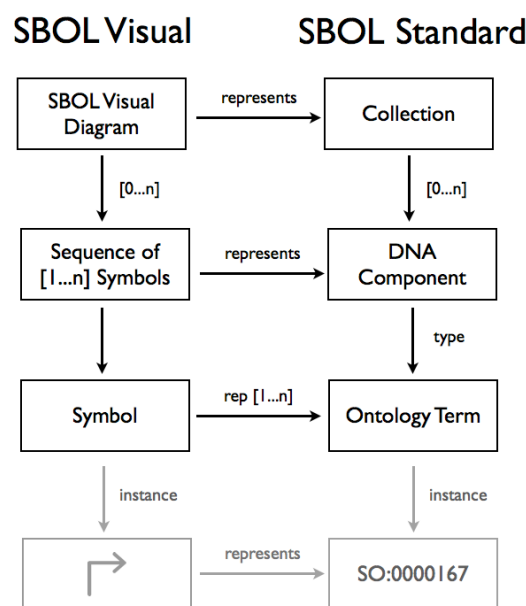 SBOL Visual SBOL Standard
SBOL Visual
Diagram
represents
Collection
[0...n] [0...n]
Sequence of
[1...n] Symbols
represents
DNA
Component
type
Symbol
rep [1...n]
Ontology Term
instance instance
represents
SO:0000167